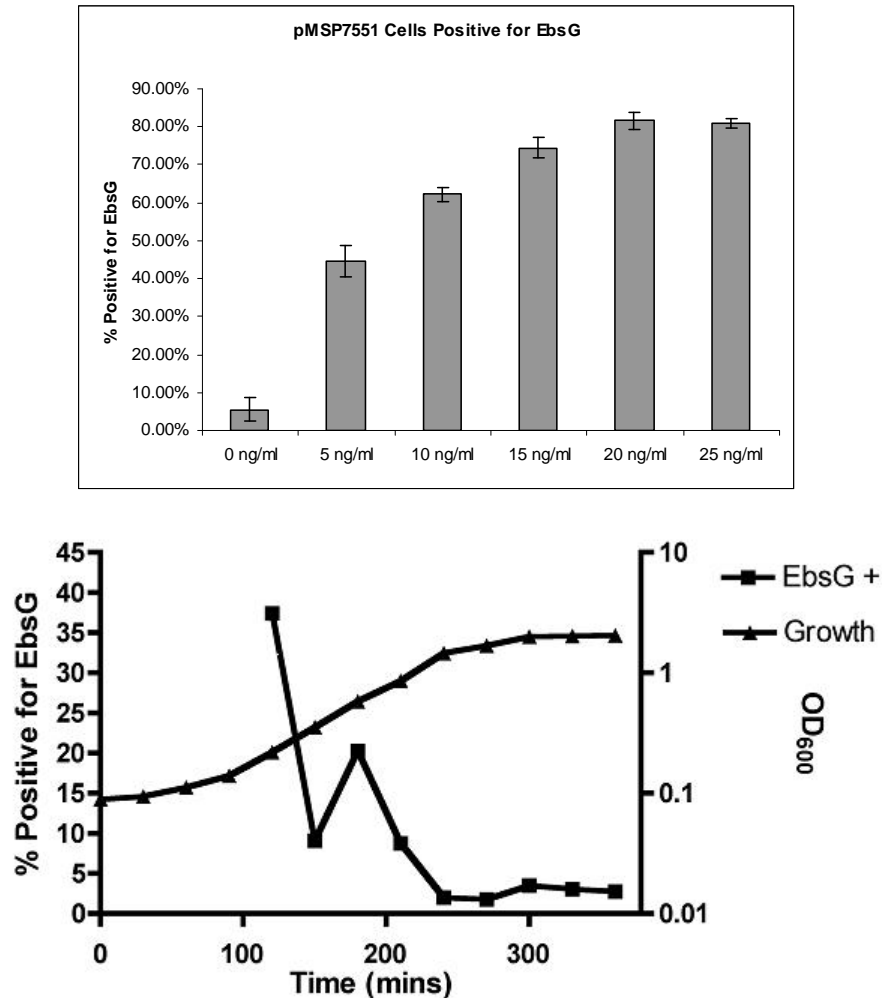 pMSP7551 Cells Positive for EbsG
% Positive for EbsG
90.00%
80.00%
70.00%
60.00%
50.00%
40.00%
30.00%
20.00%
10.00%
0.00%
0 ng/ml 5 ng/ml 10 ng/ml 15 ng/ml 20 ng/ml 25 ng/ml
% Positive for EbsG
45
40
35
30
25
20
15
10
5
0
10
1
0.1
0.01
OD600
EbsG +
Growth
0 100 200 300
Time (mins)